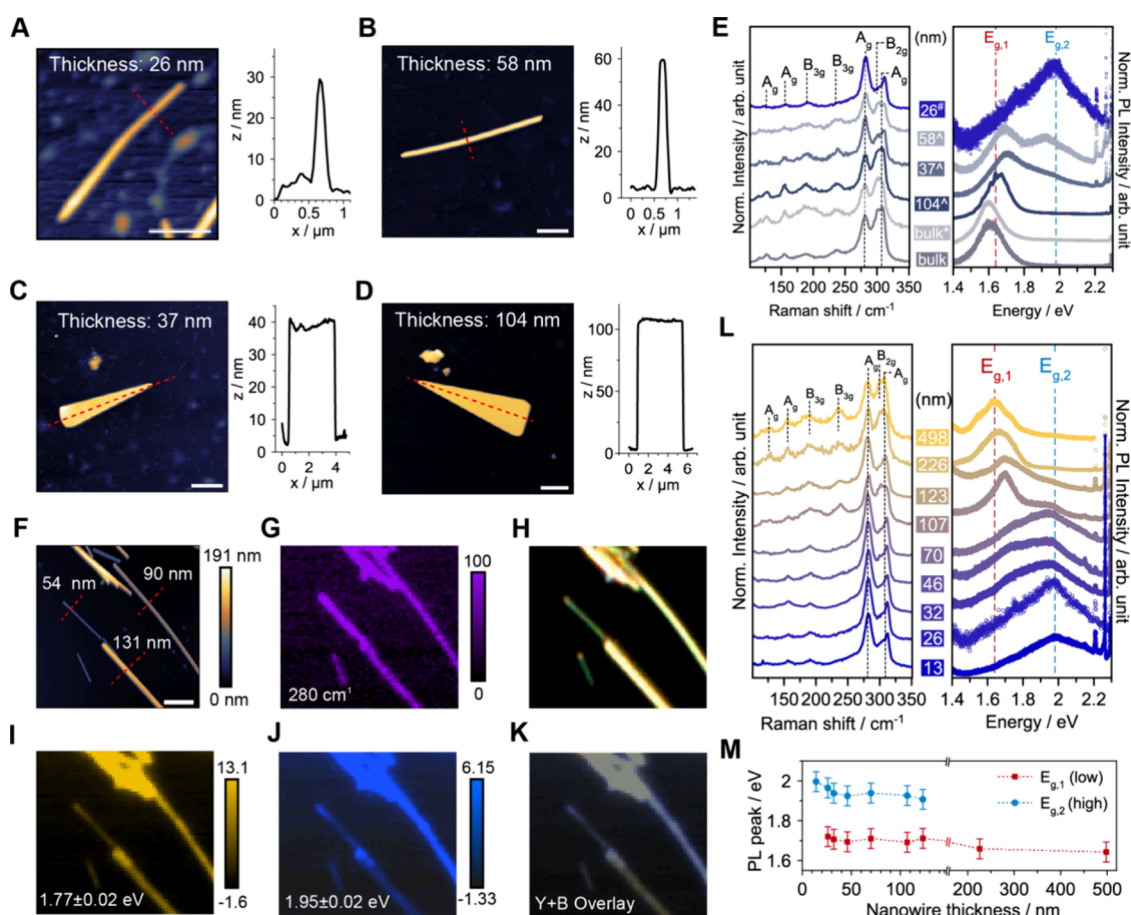 A
Thickness: 26 nm
z / nm
30
20
10
0
0.0 0.5 1
x / µm
B
Thickness: 58 nm
z / nm
60
40
20
0
0.0 0.5 1.0
x / µm
C
Thickness: 37 nm
z / nm
40
30
20
10
0
0 2 4
x / µm
D
Thickness: 104 nm
z / nm
100
50
0
0 2 4 6
x / µm
E
Norm. Intensity / arb. unit
Ag Ag B3g B3g Ag B2g Ag
(nm)
26#
58^
37^
104^
bulk*
bulk
150 200 250 300 350
Raman shift / cm-1
Eg,1 Eg,2
Norm. PL Intensity / arb. unit
1.4 1.6 1.8 2.0 2.2
Energy / eV
F
54 nm
90 nm
131 nm
191 nm
0 nm
G
280 cm1
100
0
H
I
1.77±0.02 eV
13.1
-1.6
J
1.95±0.02 eV
6.15
-1.33
K
Y+B Overlay
L
Norm. Intensity / arb. unit
Ag Ag B3g B3g Ag B2g Ag
(nm)
498
226
123
107
70
46
32
26
13
150 200 250 300 350
Raman shift / cm-1
Eg,1 Eg,2
Norm. PL Intensity / arb. unit
1.4 1.6 1.8 2.0 2.2
Energy / eV
M
PL peak / eV
2
1.8
1.6
Eg,1 (low)
Eg,2 (high)
0 50 100 200 300 400 500
Nanowire thickness / nm